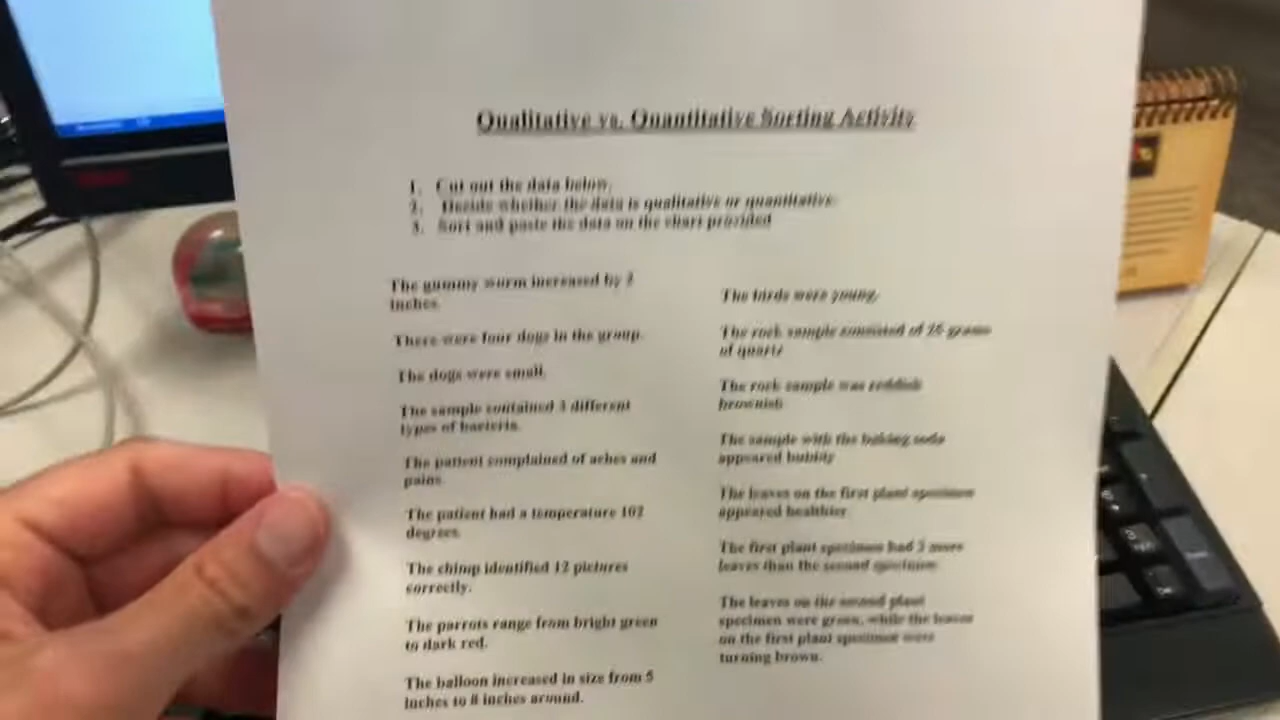 Qualitative vs. Quantitative Sorting Activity
1. Cut out the data below.
2. Decide whether the data is qualitative or quantitative.
3. Sort and paste the data on the chart provided
The gummy worm increased by
inches.
There were four dogs in the group.
The dogs were small.
The sample contained 3 different
types of bacteria.
The patient complained of aches and
pains.
The patient had a temperature 102
degrees.
The chimp identified 12 pictures
correctly.
The parrots range from bright green
to dark red.
The balloon increased in size from 5
inches to 8 inches around.
The birds were young.
The rock sample consisted of grams
of quartz
The rock sample was reddish
brownish
The sample with the baking soda
appeared bubbly
The leaves on the first plant specimen
appeared healthier
The first plant specimen had more
leaves than the second specimen.
The leaves on the second plant
specimen were green, while the leaves
on the first plant specimen were
turning brown.